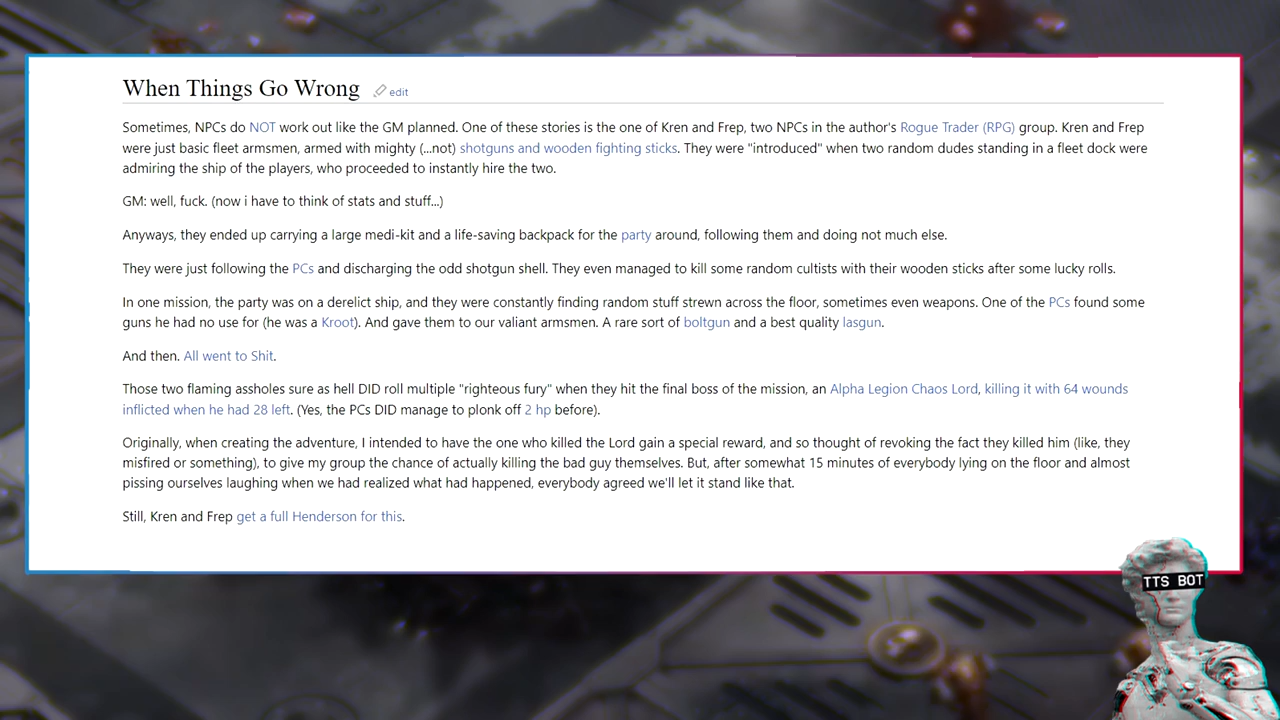 When Things Go Wrong edit
Sometimes, NPCs do NOT work out like the GM planned. One of these stories is the one of Kren and Frep, two NPCs in the author's Rogue Trader (RPG) group. Kren and Frep
were just basic fleet armsmen, armed with mighty (...not) shotguns and wooden fighting sticks. They were "introduced" when two random dudes standing in a fleet dock were
admiring the ship of the players, who proceeded to instantly hire the two.
GM: well, fuck. (now i have to think of stats and stuff...)
Anyways, they ended up carrying a large medi-kit and a life-saving backpack for the party around, following them and doing not much else.
They were just following the PCs and discharging the odd shotgun shell. They even managed to kill some random cultists with their wooden sticks after some lucky rolls.
In one mission, the party was on a derelict ship, and they were constantly finding random stuff strewn across the floor, sometimes even weapons. One of the PCs found some
guns he had no use for (he was a Kroot). And gave them to our valiant armsmen. A rare sort of boltgun and a best quality lasgun.
And then. All went to Shit.
Those two flaming assholes sure as hell DID roll multiple "righteous fury" when they hit the final boss of the mission, an Alpha Legion Chaos Lord, killing it with 64 wounds
inflicted when he had 28 left. (Yes, the PCs DID manage to plonk off 2 hp before).
Originally, when creating the adventure, I intended to have the one who killed the Lord gain a special reward, and so thought of revoking the fact they killed him (like, they
misfired or something), to give my group the chance of actually killing the bad guy themselves. But, after somewhat 15 minutes of everybody lying on the floor and almost
pissing ourselves laughing when we had realized what had happened, everybody agreed we'll let it stand like that.
Still, Kren and Frep get a full Henderson for this.
TTS BOT